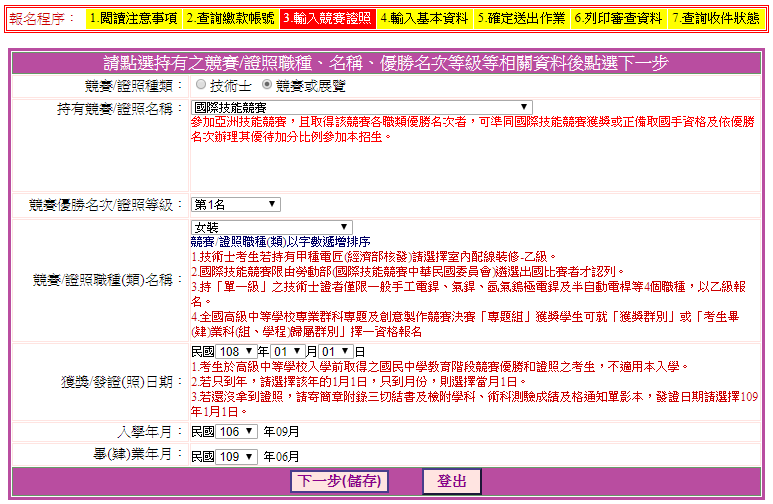 報名程序： 1.閱讀注意事項 2.查詢繳款帳號 3.輸入競賽證照 4.輸入基本資料 5.確定送出作業 6.列印審查資料 7.查詢收件狀態
請點選持有之競賽/證照職種、名稱、優勝名次等級等相關資料後點選下一步
競賽/證照種類： 技術士 競賽或展覽
持有競賽/證照名稱： 國際技能競賽
參加亞洲技能競賽，且取得該競賽各職類優勝名次者，可準同國際技能競賽獲獎或正備取國手資格及依優勝
名次辦理其優待加分比例參加本招生。
競賽優勝名次/證照等級： 第1名
競賽/證照職種(類)名稱： 女裝
競賽/證照職種(類)以字數遞增排序
1.技術士考生若持有甲種電匠(經濟部核發)請選擇室內配線裝修-乙級。
2.國際技能競賽限由勞動部(國際技能競賽中華民國委員會)遴選出國比賽者才認列。
3.持「單一級」之技術士證者僅限一般手工電銲、氣銲、氬氣鎢極電銲及半自動電桿等4個職種，以乙級報
名。
4.全國高級中等學校專業群科專題及創意製作競賽決賽「專題組」獲獎學生可就「獲獎群別」或「考生畢
(肄)業科(組、學程)歸屬群別」擇一資格報名
獲獎/發證(照)日期： 民國 108 年 01 月 01 日
1.考生於高級中等學校入學前取得之國民中學教育階段競賽優勝和證照之考生，不適用本入學。
2.若只到年，請選擇該年的1月1日，只到月份，則選擇當月1日。
3.若還沒拿到證照，請寄簡章附錄三切結書及檢附學科、術科測驗成績及格通知單影本，發證日期請選擇109
年1月1日。
入學年月： 民國 106 年09月
畢(肄)業年月： 民國 109 年06月
下一步(儲存) 登出